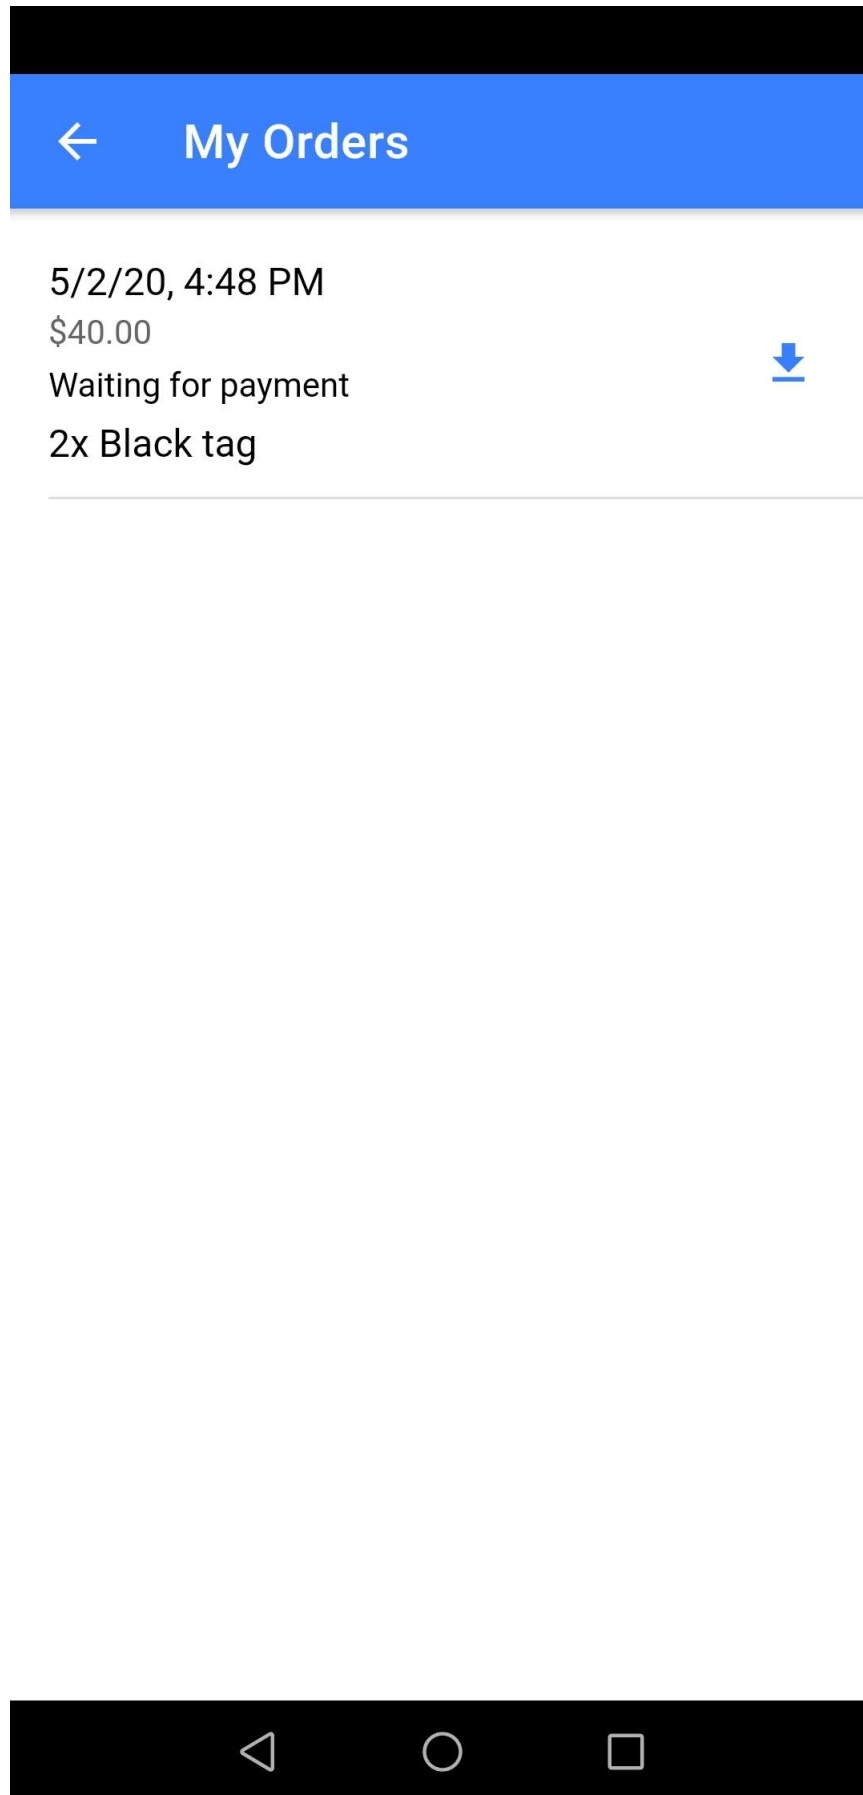 My Orders
5/2/20, 4:48 PM
$40.00
Waiting for payment
2x Black tag